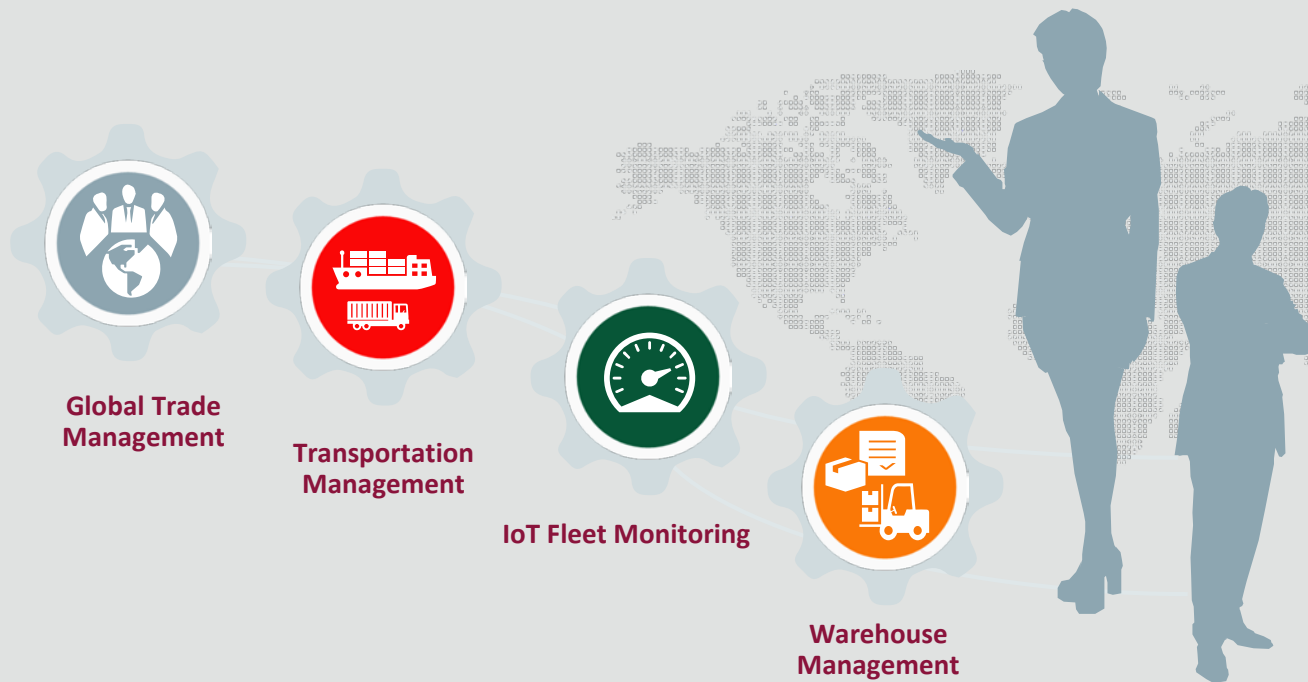 Global Trade
Management
Transportation
Management
IoT Fleet Monitoring
Warehouse
Management